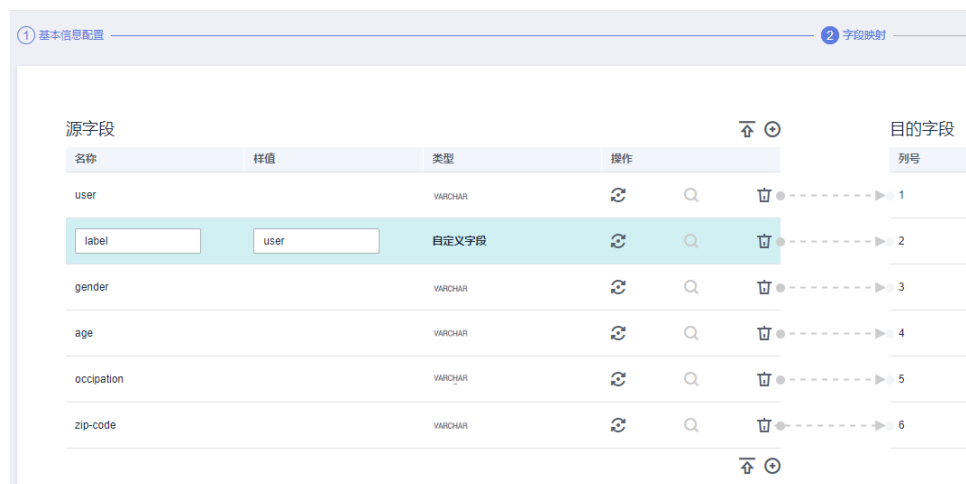 1 基本信息配置 2 字段映射
源字段 目的字段
名称 样值 类型 操作 列号
user VARCHAR 1
label user 自定义字段 2
gender VARCHAR 3
age VARCHAR 4
occipation VARCHAR 5
zip-code VARCHAR 6